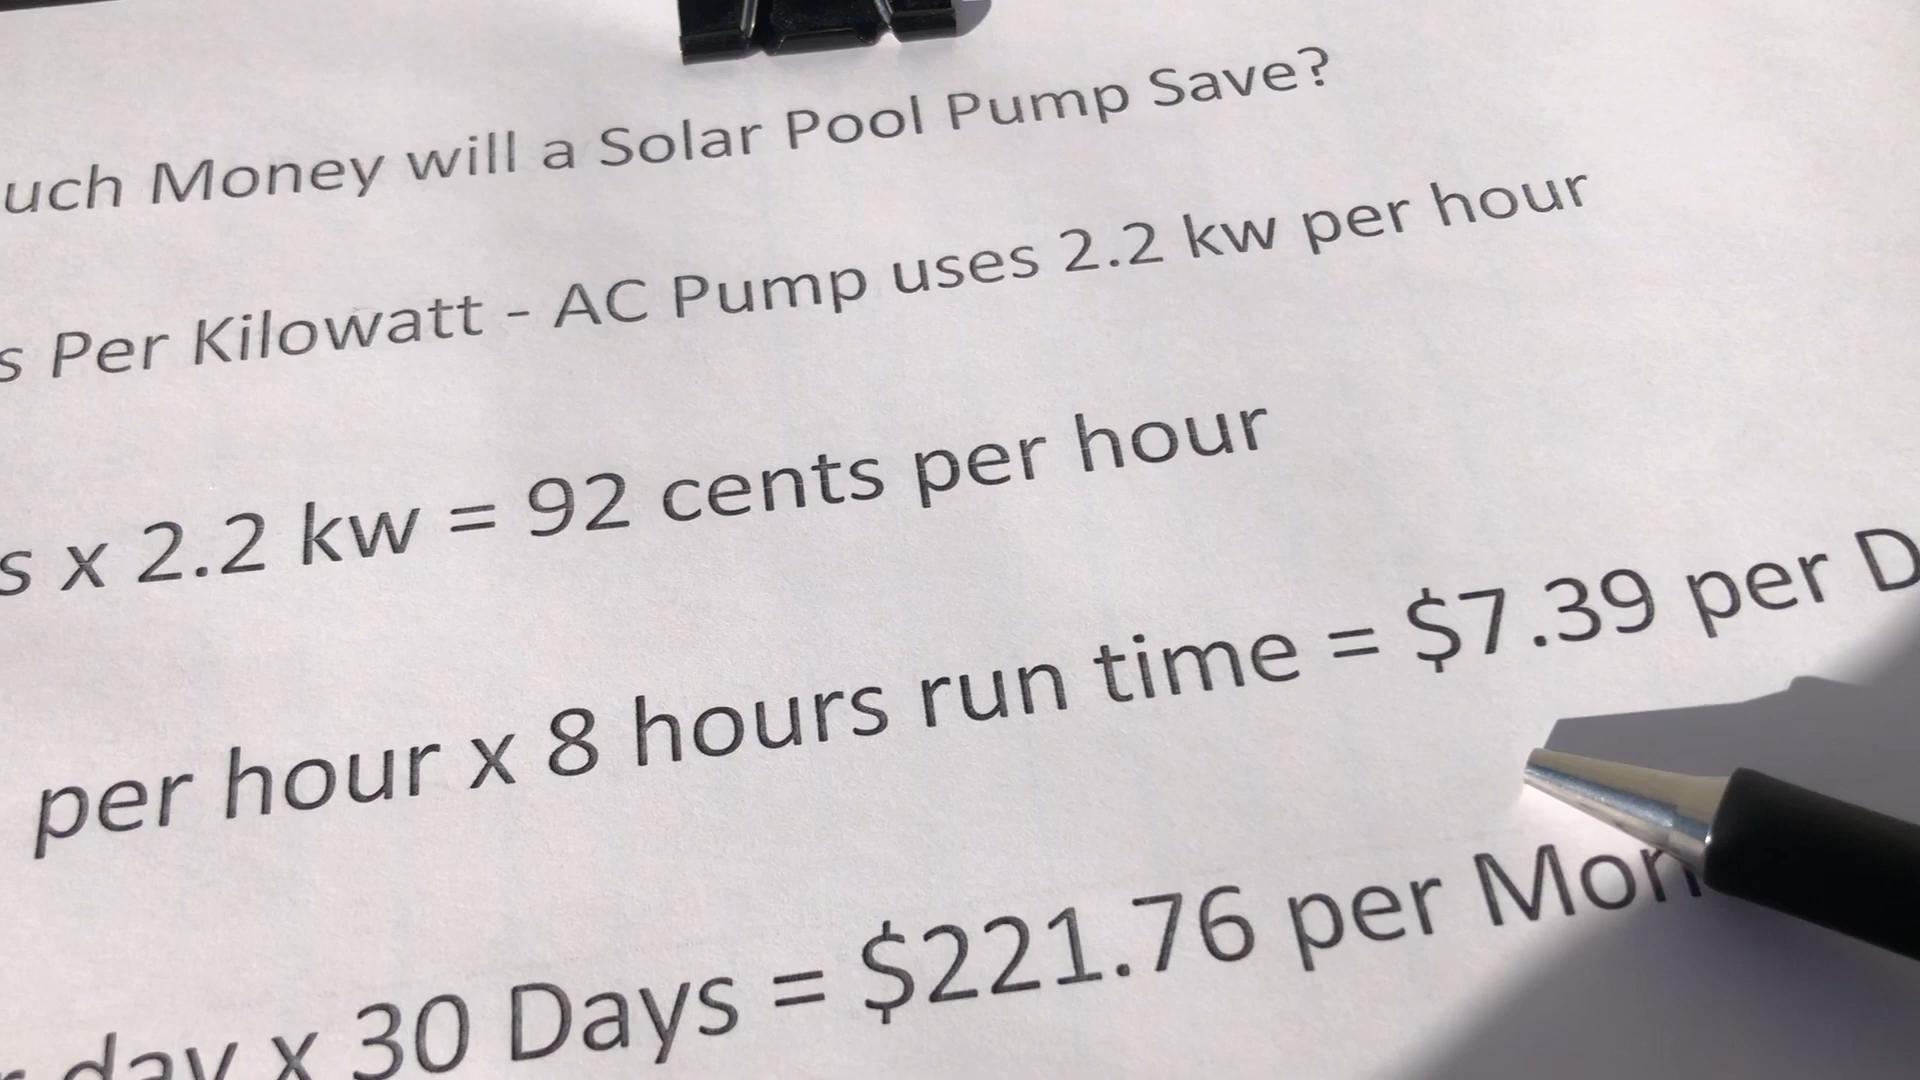 uch Money will a Solar Pool Pump Save?
s Per Kilowatt - AC Pump uses 2.2 kw per hour
s x 2.2 kw = 92 cents per hour
per hour x 8 hours run time = $7.39 per D
day x 30 Days = $221.76 per Mon